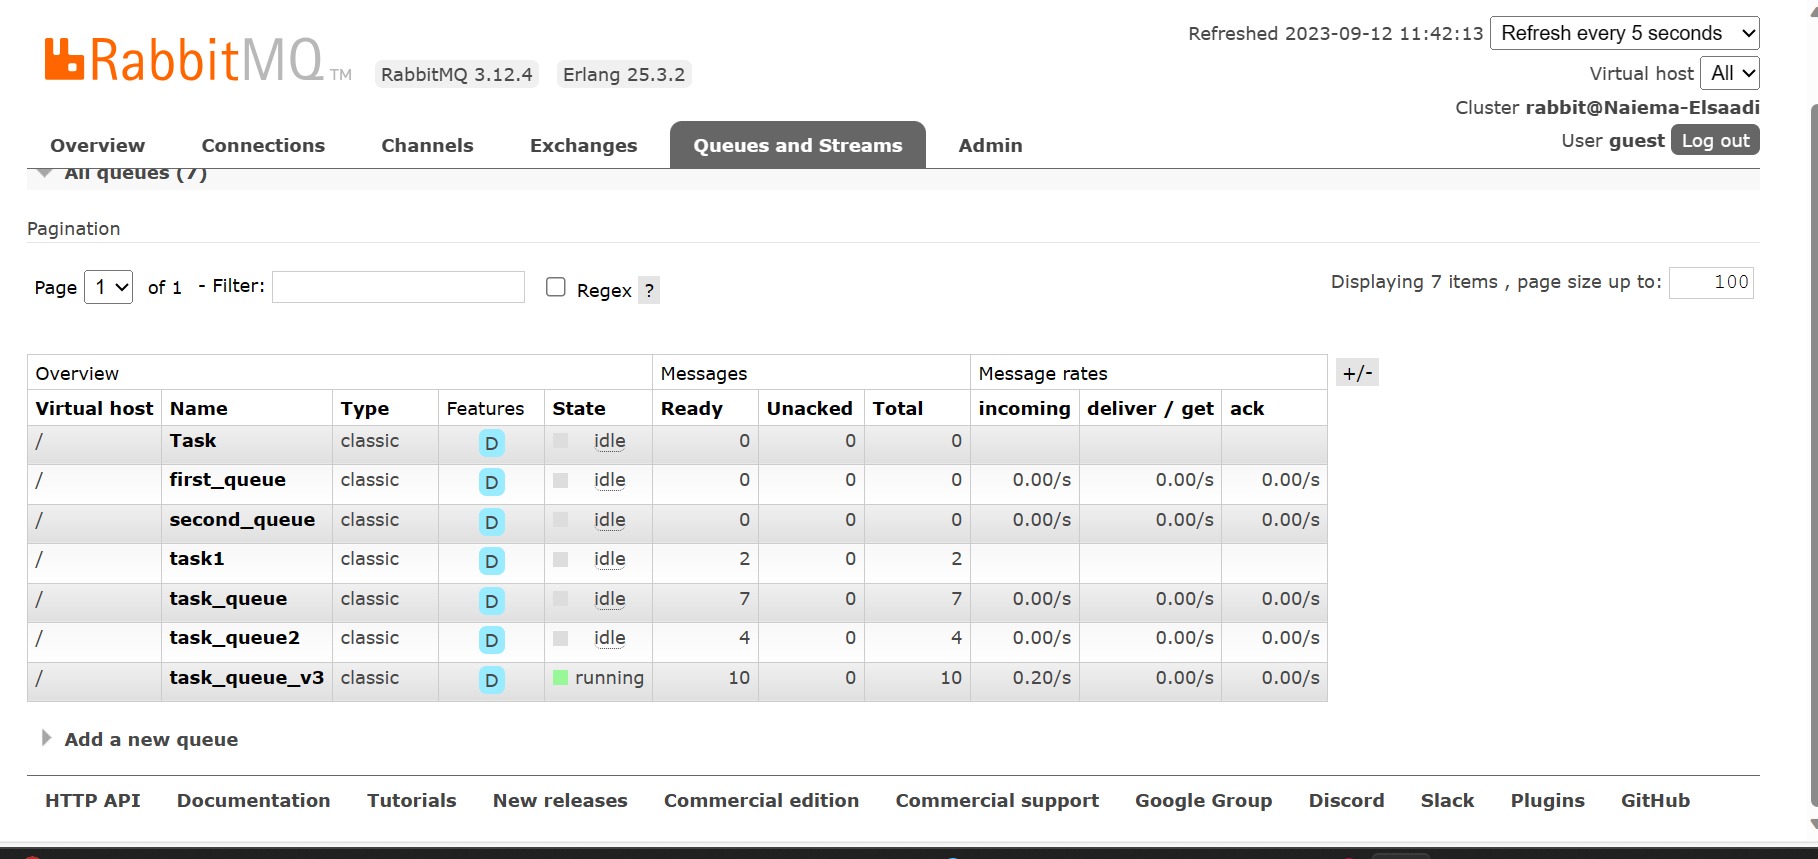 Refreshed 2023-09-12 11:42:13 Refresh every 5 seconds
RabbitMQ TM RabbitMQ 3.12.4 Erlang 25.3.2
Virtual host All
Cluster rabbit@Naiema-Elsaadi
User guest Log out
Overview Connections Channels Exchanges Queues and Streams Admin
All queues (7)
Pagination
Page 1 of 1 - Filter: Regex ? Displaying 7 items , page size up to: 100
Overview Messages Message rates +/-
Virtual host Name Type Features State Ready Unacked Total incoming deliver / get ack
/ Task classic D idle 0 0 0
/ first_queue classic D idle 0 0 0 0.00/s 0.00/s 0.00/s
/ second_queue classic D idle 0 0 0 0.00/s 0.00/s 0.00/s
/ task1 classic D idle 2 0 2
/ task_queue classic D idle 7 0 7 0.00/s 0.00/s 0.00/s
/ task_queue2 classic D idle 4 0 4 0.00/s 0.00/s 0.00/s
/ task_queue_v3 classic D running 10 0 10 0.20/s 0.00/s 0.00/s
Add a new queue
HTTP API Documentation Tutorials New releases Commercial edition Commercial support Google Group Discord Slack Plugins GitHub